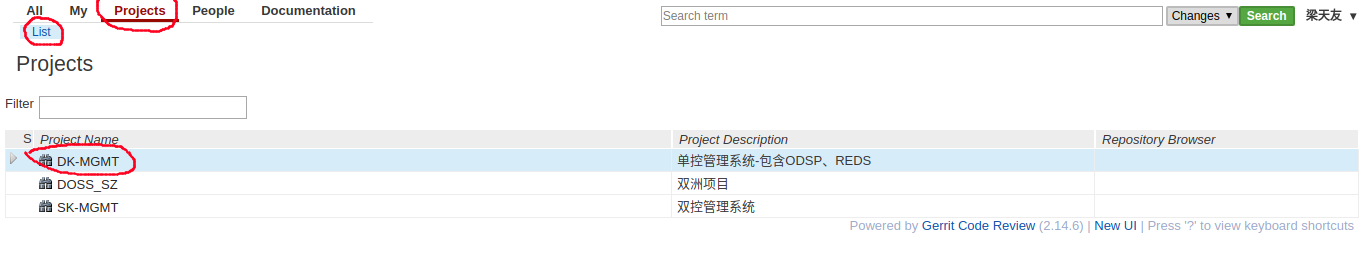 All My Projects People Documentation
Search term Changes ▼ Search 梁天友 ▼
List
Projects
Filter
S Project Name Project Description Repository Browser
DK-MGMT 单控管理系统-包含ODSP、REDS
DOSS_SZ 双洲项目
SK-MGMT 双控管理系统
Powered by Gerrit Code Review (2.14.6) | New UI | Press '?' to view keyboard shortcuts